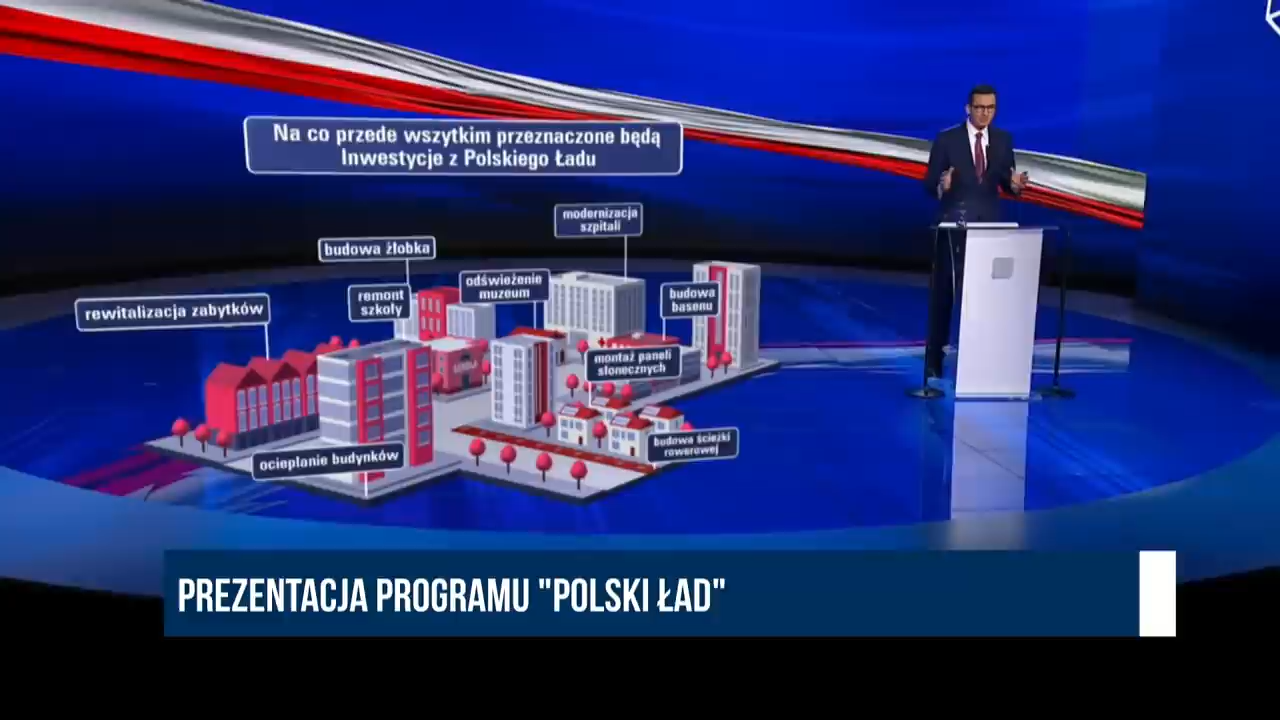 Na co przede wszytkim przeznaczone będą
Inwestycje z Polskiego Ładu
modernizacja
szpitali
budowa żłobka
odświeżenie
muzeum
remont
szkoły
budowa
basenu
rewitalizacja zabytków
montaż paneli
słonecznych
budowa ścieżki
rowerowej
ocieplanie budynków
PREZENTACJA PROGRAMU "POLSKI ŁAD"